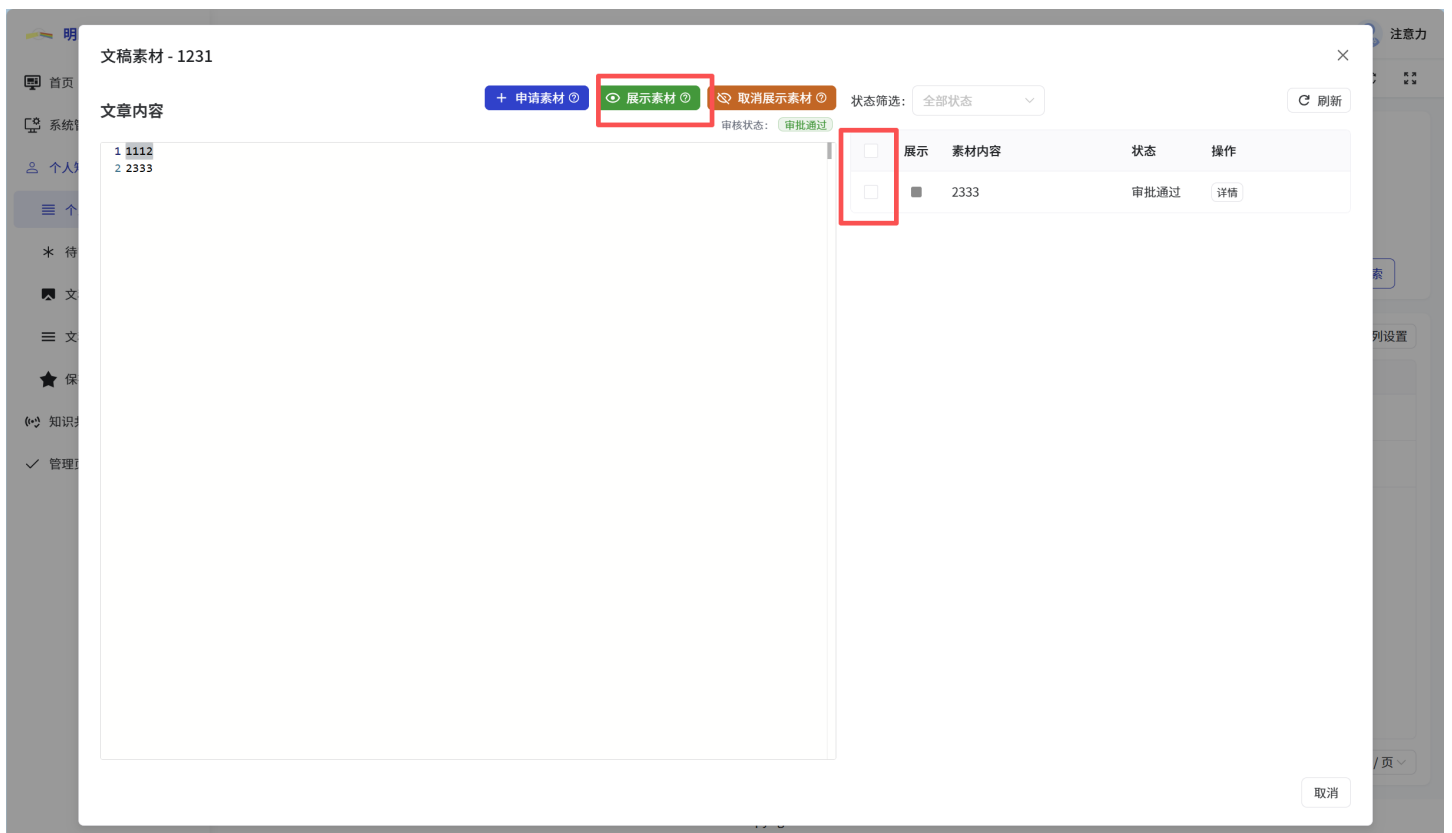 明
注意力
文稿素材 - 1231
首页
申请素材 展示素材 取消展示素材 状态筛选: 全部状态 刷新
文章内容
系统
审核状态: 审批通过
1 1112
展示 素材内容 状态 操作
个人
2 2333
2333 审批通过 详情
个
待
文
索
文
列设置
保
知识
管理
/ 页
取消